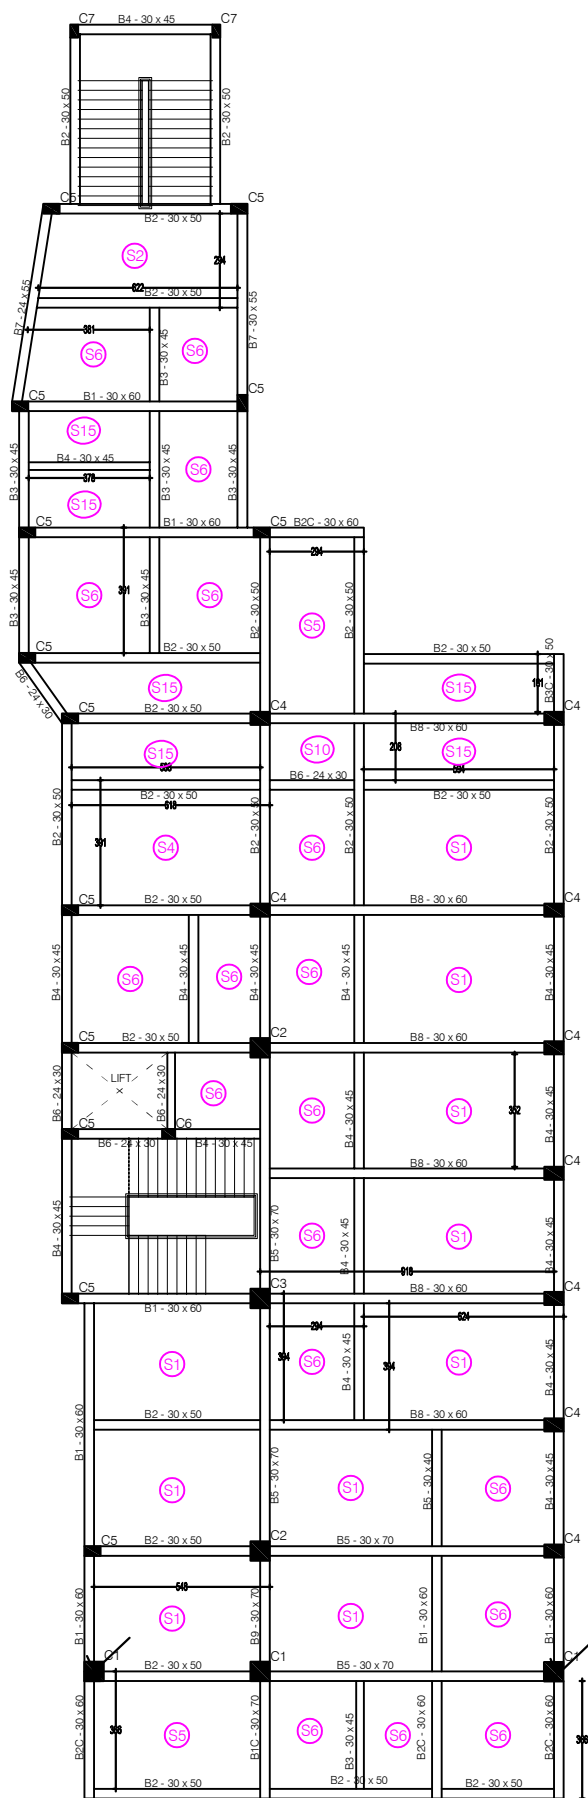 C7
B4 - 30 x 45
C7
B2 - 30 x 50
B2 - 30 x 50
C5
C5
B2 - 30 x 50
S2
294
622
B2 - 30 x 50
B7 - 24 x 55
B7 - 30 x 55
381
S6
B3 - 30 x 45
S6
C5
C5
B1 - 30 x 60
S15
B4 - 30 x 45
B3 - 30 x 45
S6
B3 - 30 x 45
B3 - 30 x 45
378
S15
C5
B1 - 30 x 60
C5
B2C - 30 x 60
294
391
B3 - 30 x 45
S6
B3 - 30 x 45
S6
B2 - 30 x 50
B2 - 30 x 50
S5
C5
B2 - 30 x 50
B2 - 30 x 50
B6 - 24 x 30
S15
S15
181
B3C - 30 x 50
C5
B2 - 30 x 50
C4
C4
B8 - 30 x 60
S15
S10
208
S15
B6 - 24 x 30
B2 - 30 x 50
618
B2 - 30 x 50
B2 - 30 x 50
391
S4
B2 - 30 x 50
S6
B2 - 30 x 50
S1
B2 - 30 x 50
C5
B2 - 30 x 50
C4
B8 - 30 x 60
C4
B4 - 30 x 45
S6
B4 - 30 x 45
S6
B4 - 30 x 45
S6
B4 - 30 x 45
S1
B4 - 30 x 45
C5
B2 - 30 x 50
C2
B8 - 30 x 60
C4
B6 - 24 x 30
LIFT
B6 - 24 x 30
S6
S6
B4 - 30 x 45
S1
352
B4 - 30 x 45
C5
C6
B6 - 24 x 30
B4 - 30 x 45
B8 - 30 x 60
C4
B4 - 30 x 45
B5 - 30 x 70
S6
B4 - 30 x 45
S1
B4 - 30 x 45
618
C5
C3
B8 - 30 x 60
C4
B1 - 30 x 60
294
624
S1
394
S6
B4 - 30 x 45
394
S1
B4 - 30 x 45
B1 - 30 x 60
B2 - 30 x 50
B8 - 30 x 60
C4
S1
B5 - 30 x 70
S1
B5 - 30 x 40
S6
B4 - 30 x 45
C5
B2 - 30 x 50
C2
B5 - 30 x 70
C4
548
B1 - 30 x 60
S1
B9 - 30 x 70
S1
B1 - 30 x 60
S6
B1 - 30 x 60
C1
B2 - 30 x 50
C1
B5 - 30 x 70
C1
B2C - 30 x 60
366
S5
B1C - 30 x 70
S6
B3 - 30 x 45
S6
B2C - 30 x 60
S6
B2C - 30 x 60
366
B2 - 30 x 50
B2 - 30 x 50
B2 - 30 x 50